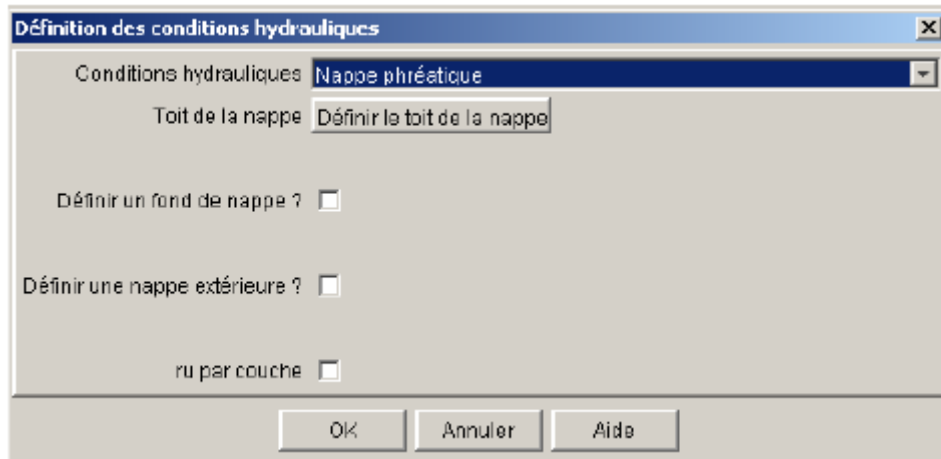 Définition des conditions hydrauliques
Conditions hydrauliques Nappe phréatique
Toit de la nappe Définir le toit de la nappe
Définir un fond de nappe ?
Définir une nappe extérieure ?
ru par couche
OK Annuler Aide